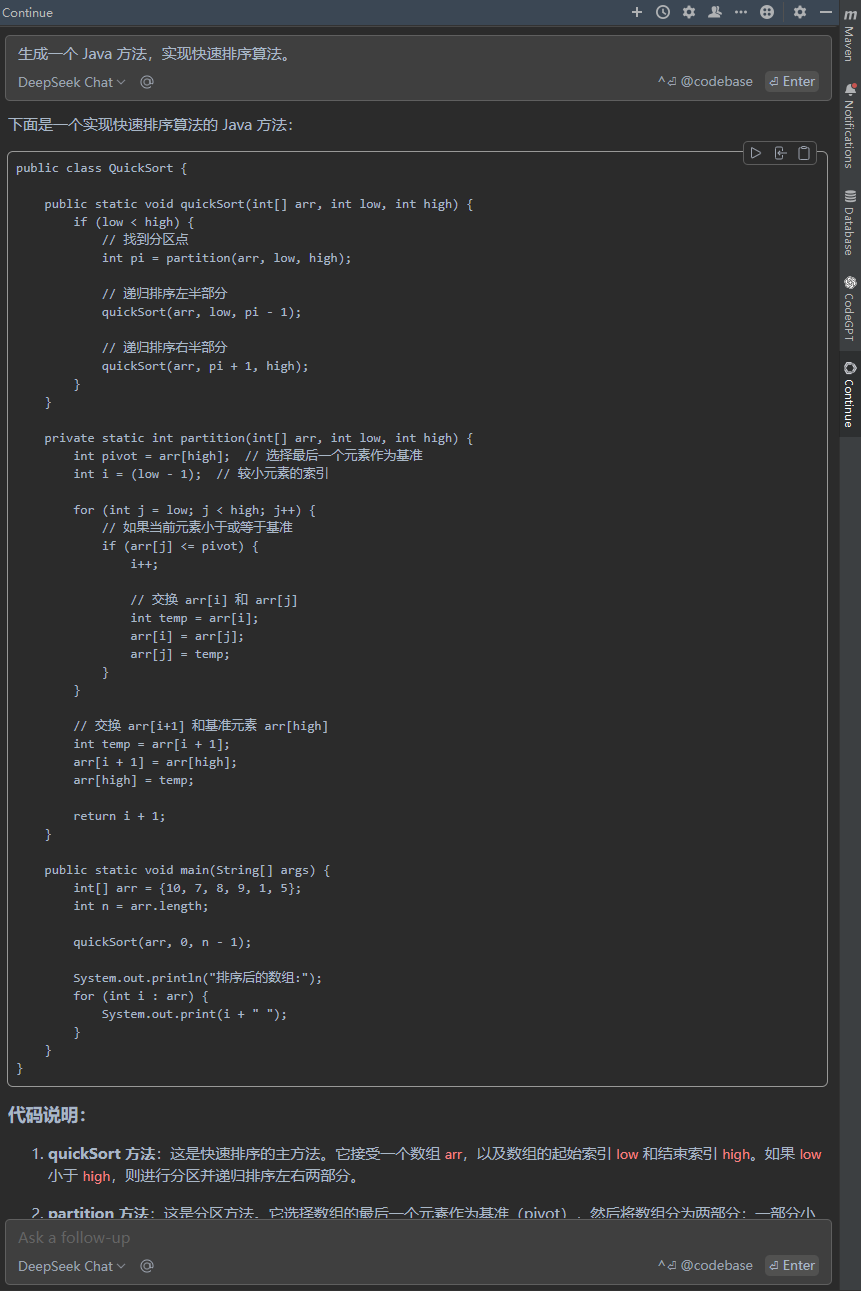 Continue
生成一个 Java 方法，实现快速排序算法。
DeepSeek Chat @ ^⏎ @codebase ⏎ Enter
下面是一个实现快速排序算法的 Java 方法：
public class QuickSort {
    public static void quickSort(int[] arr, int low, int high) {
        if (low < high) {
            // 找到分区点
            int pi = partition(arr, low, high);
            // 递归排序左半部分
            quickSort(arr, low, pi - 1);
            // 递归排序右半部分
            quickSort(arr, pi + 1, high);
        }
    }
    private static int partition(int[] arr, int low, int high) {
        int pivot = arr[high];  // 选择最后一个元素作为基准
        int i = (low - 1);  // 较小元素的索引
        for (int j = low; j < high; j++) {
            // 如果当前元素小于或等于基准
            if (arr[j] <= pivot) {
                i++;
                // 交换 arr[i] 和 arr[j]
                int temp = arr[i];
                arr[i] = arr[j];
                arr[j] = temp;
            }
        }
        // 交换 arr[i+1] 和基准元素 arr[high]
        int temp = arr[i + 1];
        arr[i + 1] = arr[high];
        arr[high] = temp;
        return i + 1;
    }
    public static void main(String[] args) {
        int[] arr = {10, 7, 8, 9, 1, 5};
        int n = arr.length;
        quickSort(arr, 0, n - 1);
        System.out.println("排序后的数组:");
        for (int i : arr) {
            System.out.print(i + " ");
        }
    }
}
代码说明：
1. quickSort 方法：这是快速排序的主方法。它接受一个数组 arr，以及数组的起始索引 low 和结束索引 high。如果 low
小于 high，则进行分区并递归排序左右两部分。
2. partition 方法：这是分区方法。它选择数组的最后一个元素作为基准（pivot），然后将数组分为两部分：一部分小
Ask a follow-up
DeepSeek Chat @ ^⏎ @codebase ⏎ Enter
m Maven
Notifications
Database
CodeGPT
Continue